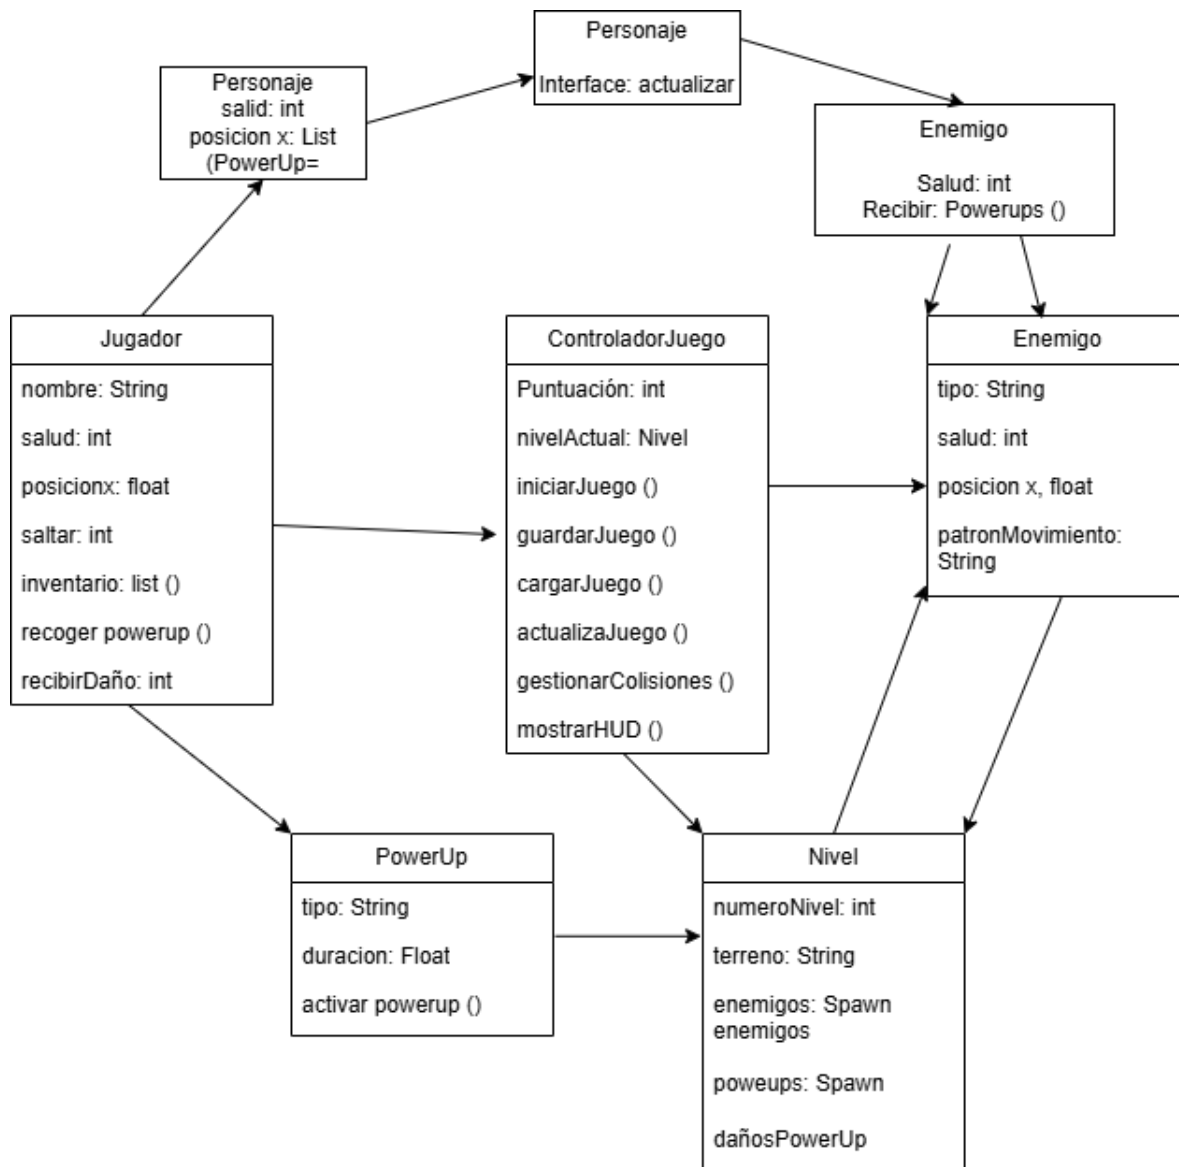 Personaje
Interface: actualizar
Personaje
salid: int
posicion x: List
(PowerUp=
Enemigo
Salud: int
Recibir: Powerups ()
Jugador
nombre: String
salud: int
posicionx: float
saltar: int
inventario: list ()
recoger powerup ()
recibirDaño: int
ControladorJuego
Puntuación: int
nivelActual: Nivel
iniciarJuego ()
guardarJuego ()
cargarJuego ()
actualizaJuego ()
gestionarColisiones ()
mostrarHUD ()
Enemigo
tipo: String
salud: int
posicion x, float
patronMovimiento:
String
PowerUp
tipo: String
duracion: Float
activar powerup ()
Nivel
numeroNivel: int
terreno: String
enemigos: Spawn
enemigos
poweups: Spawn
dañosPowerUp